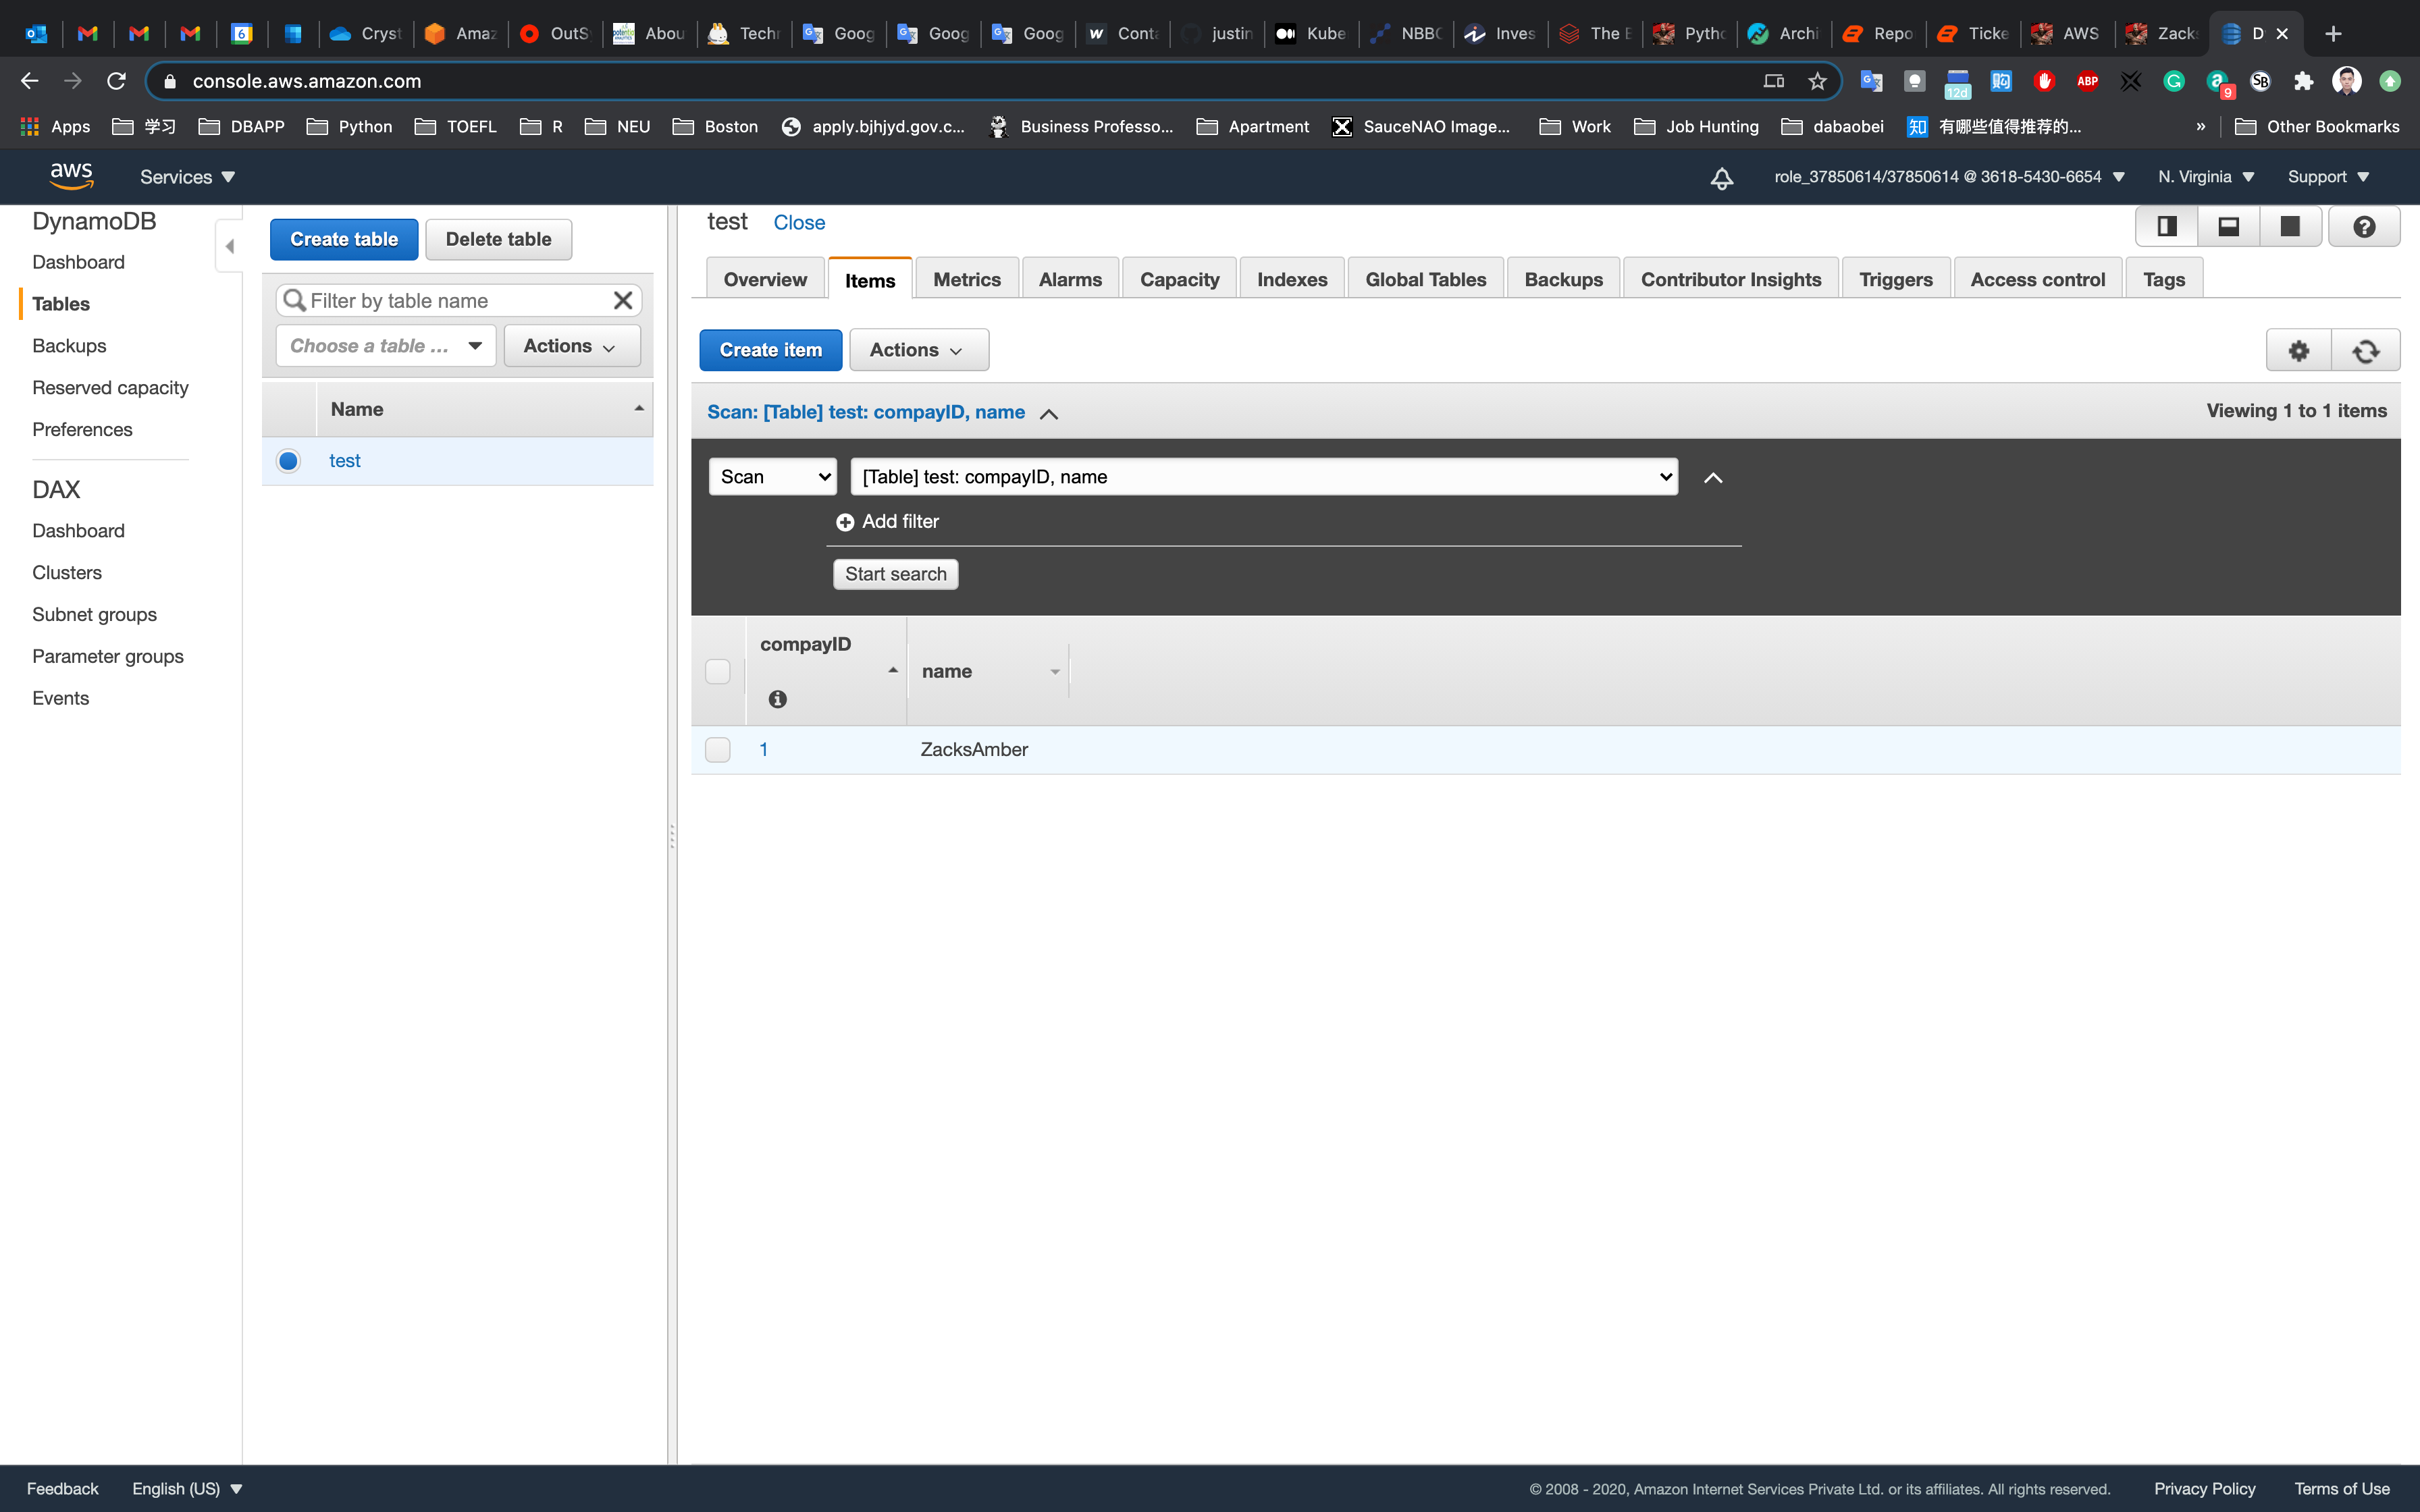 Cryst Amaz OutS Abou Techn Goog Goog Goog Conta justin Kube NBBC Inves The E Pytho Archi Repo Ticke AWS Zacks D
console.aws.amazon.com
12d ABP 9
Apps 学习 DBAPP Python TOEFL R NEU Boston apply.bjhjyd.gov.c... Business Professo... Apartment SauceNAO Image... Work Job Hunting dabaobei 知 有哪些值得推荐的... » Other Bookmarks
aws Services role_37850614/37850614 @ 3618-5430-6654 N. Virginia Support
DynamoDB
Dashboard
Tables
Backups
Reserved capacity
Preferences
DAX
Dashboard
Clusters
Subnet groups
Parameter groups
Events
Create table Delete table
Filter by table name
Choose a table ... Actions
Name
test
test Close
Overview Items Metrics Alarms Capacity Indexes Global Tables Backups Contributor Insights Triggers Access control Tags
Create item Actions
Scan: [Table] test: compayID, name Viewing 1 to 1 items
Scan [Table] test: compayID, name
Add filter
Start search
compayID name
1 ZacksAmber
Feedback English (US) © 2008 - 2020, Amazon Internet Services Private Ltd. or its affiliates. All rights reserved. Privacy Policy Terms of Use